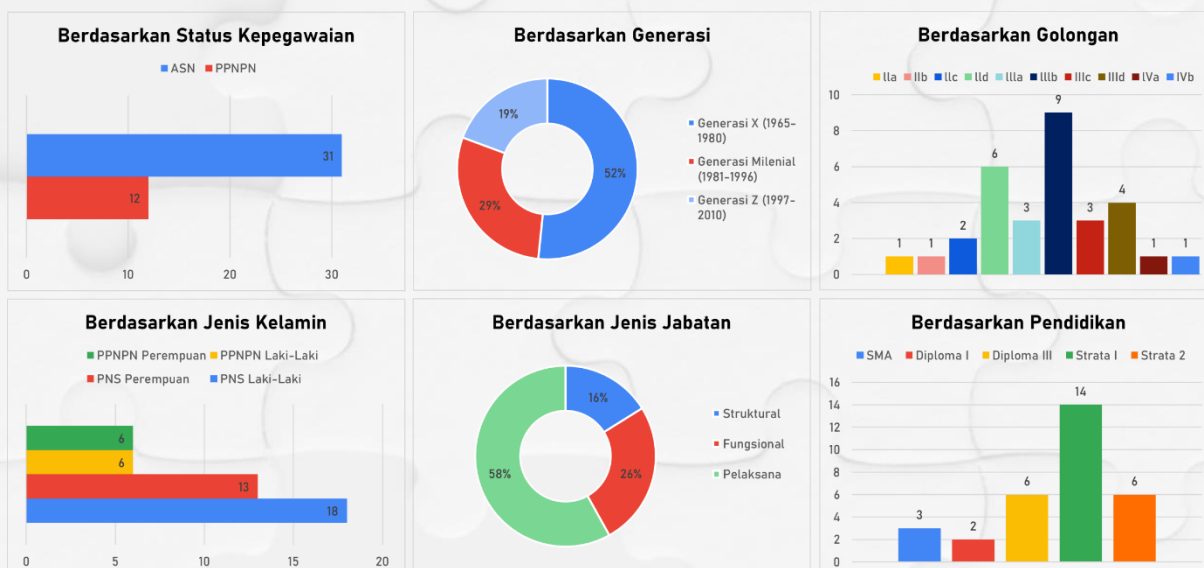 Berdasarkan Status Kepegawaian
ASN PPNPN
31
12
0 10 20 30
Berdasarkan Generasi
19%
52%
29%
Generasi X (1965-
1980)
Generasi Milenial
(1981-1996)
Generasi Z (1997-
2010)
Berdasarkan Golongan
IIa IIb IIc IId IIIa IIIb IIIc IIId IVa IVb
10
8
6
4
2
0
1 1 2 6 3 9 3 4 1 1
Berdasarkan Jenis Kelamin
PPNPN Perempuan PPNPN Laki-Laki
PNS Perempuan PNS Laki-Laki
6
6
13
18
0 5 10 15 20
Berdasarkan Jenis Jabatan
16%
26%
58%
Struktural
Fungsional
Pelaksana
Berdasarkan Pendidikan
SMA Diploma I Diploma III Strata I Strata 2
16
14
12
10
8
6
4
2
0
3 2 6 14 6